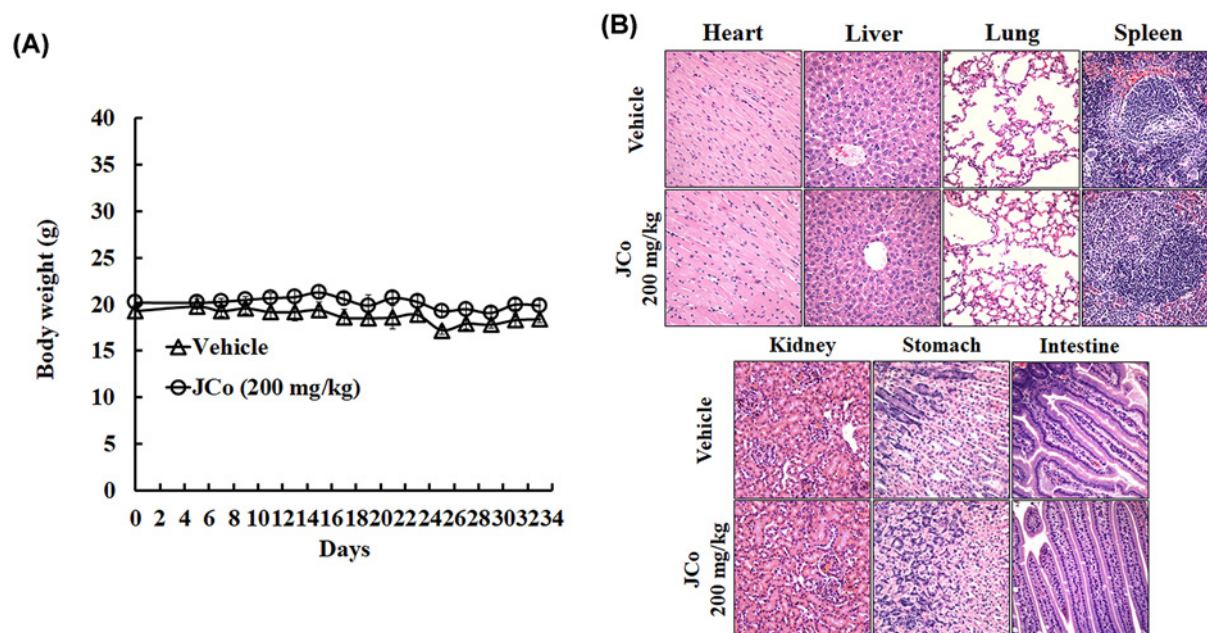 (A)
40
35
30
25
20
15
10
5
0
Body weight (g)
Vehicle
JCo (200 mg/kg)
0 2 4 6 8 10 12 14 16 18 20 22 24 26 28 30 32 34
Days
(B)
Heart Liver Lung Spleen
Vehicle
JCo
200 mg/kg
Kidney Stomach Intestine
Vehicle
JCo
200 mg/kg